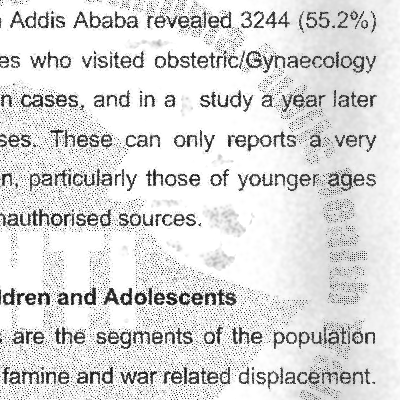 Addis Ababa revealed 3244 (55.2%)
es who visited obstetric/Gynaecology
n cases, and in a study a year later
ses. These can only reports a very
n, particularly those of younger ages
nauthorised sources.
ldren and Adolescents
s are the segments of the population
famine and war related displacement.